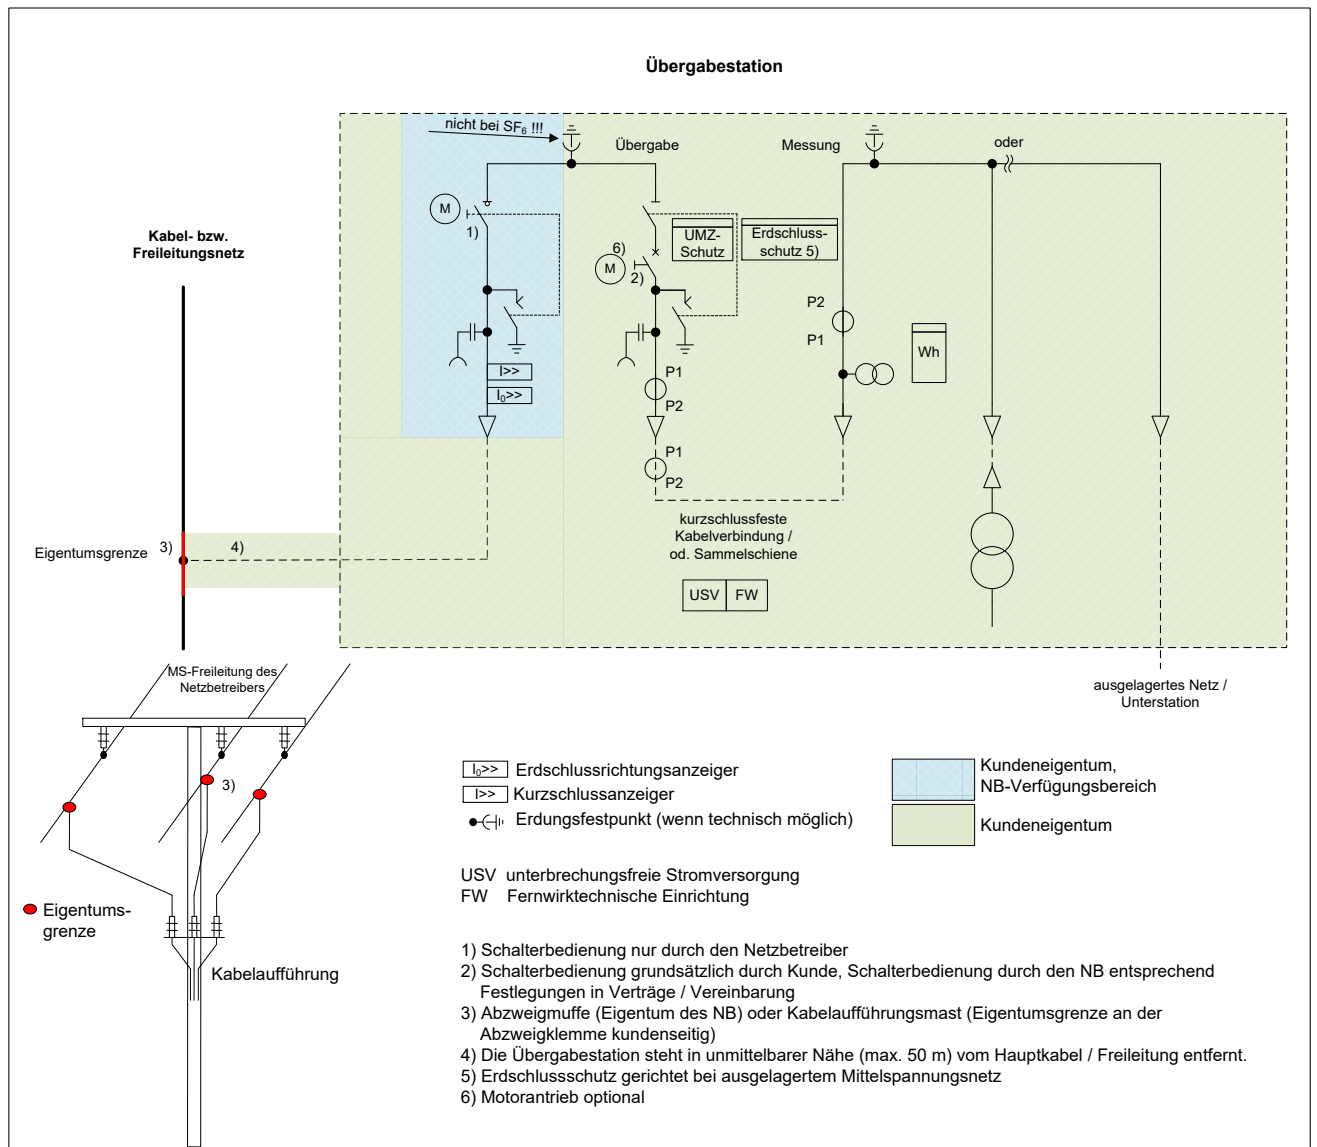 Übergabestation
nicht bei SF₆ !!!
Übergabe
Messung
oder
M
1)
UMZ-
Schutz
Erdschluss-
schutz 5)
6)
M
2)
Kabel- bzw.
Freileitungsnetz
P2
P1
Wh
I>>
I₀>>
P1
P2
P1
P2
kurzschlussfeste
Kabelverbindung /
od. Sammelschiene
USV FW
Eigentumsgrenze
3)
4)
MS-Freileitung des
Netzbetreibers
3)
ausgelagertes Netz /
Unterstation
I₀>> Erdschlussrichtungsanzeiger
I>> Kurzschlussanzeiger
Erdungsfestpunkt (wenn technisch möglich)
Kundeneigentum,
NB-Verfügungsbereich
Kundeneigentum
USV unterbrechungsfreie Stromversorgung
FW Fernwirktechnische Einrichtung
Eigentums-
grenze
Kabelaufführung
1) Schalterbedienung nur durch den Netzbetreiber
2) Schalterbedienung grundsätzlich durch Kunde, Schalterbedienung durch den NB entsprechend
Festlegungen in Verträge / Vereinbarung
3) Abzweigmuffe (Eigentum des NB) oder Kabelaufführungsmast (Eigentumsgrenze an der
Abzweigklemme kundenseitig)
4) Die Übergabestation steht in unmittelbarer Nähe (max. 50 m) vom Hauptkabel / Freileitung entfernt.
5) Erdschlussschutz gerichtet bei ausgelagertem Mittelspannungsnetz
6) Motorantrieb optional